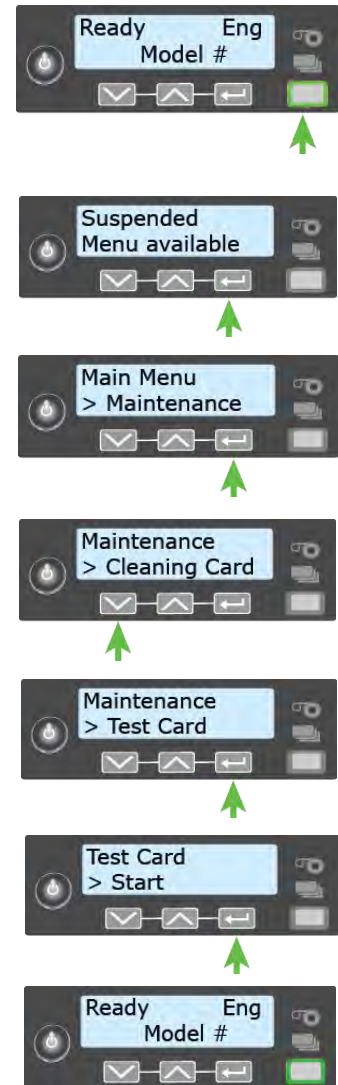 Ready Eng
Model #
Suspended
Menu available
Main Menu
> Maintenance
Maintenance
> Cleaning Card
Maintenance
> Test Card
Test Card
> Start
Ready Eng
Model #